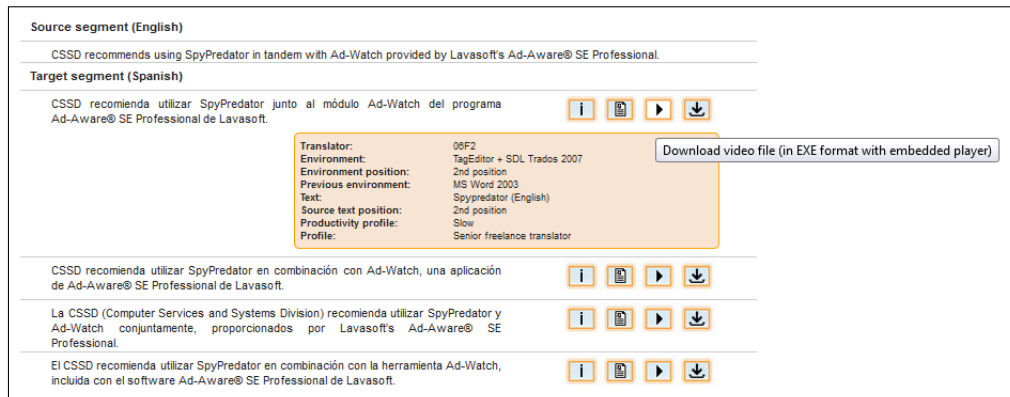 Source segment (English)
CSSD recommends using SpyPredator in tandem with Ad-Watch provided by Lavasoft's Ad-Aware® SE Professional.
Target segment (Spanish)
CSSD recomienda utilizar SpyPredator junto al módulo Ad-Watch del programa
Ad-Aware® SE Professional de Lavasoft.
i
Download video file (in EXE format with embedded player)
Translator: 06F2
Environment: TagEditor + SDL Trados 2007
Environment position: 2nd position
Previous environment: MS Word 2003
Text: Spypredator (English)
Source text position: 2nd position
Productivity profile: Slow
Profile: Senior freelance translator
CSSD recomienda utilizar SpyPredator en combinación con Ad-Watch, una aplicación
de Ad-Aware® SE Professional de Lavasoft.
i
La CSSD (Computer Services and Systems Division) recomienda utilizar SpyPredator y
Ad-Watch conjuntamente, proporcionados por Lavasoft's Ad-Aware® SE
Professional.
i
El CSSD recomienda utilizar SpyPredator en combinación con la herramienta Ad-Watch,
incluida con el software Ad-Aware® SE Professional de Lavasoft.
i